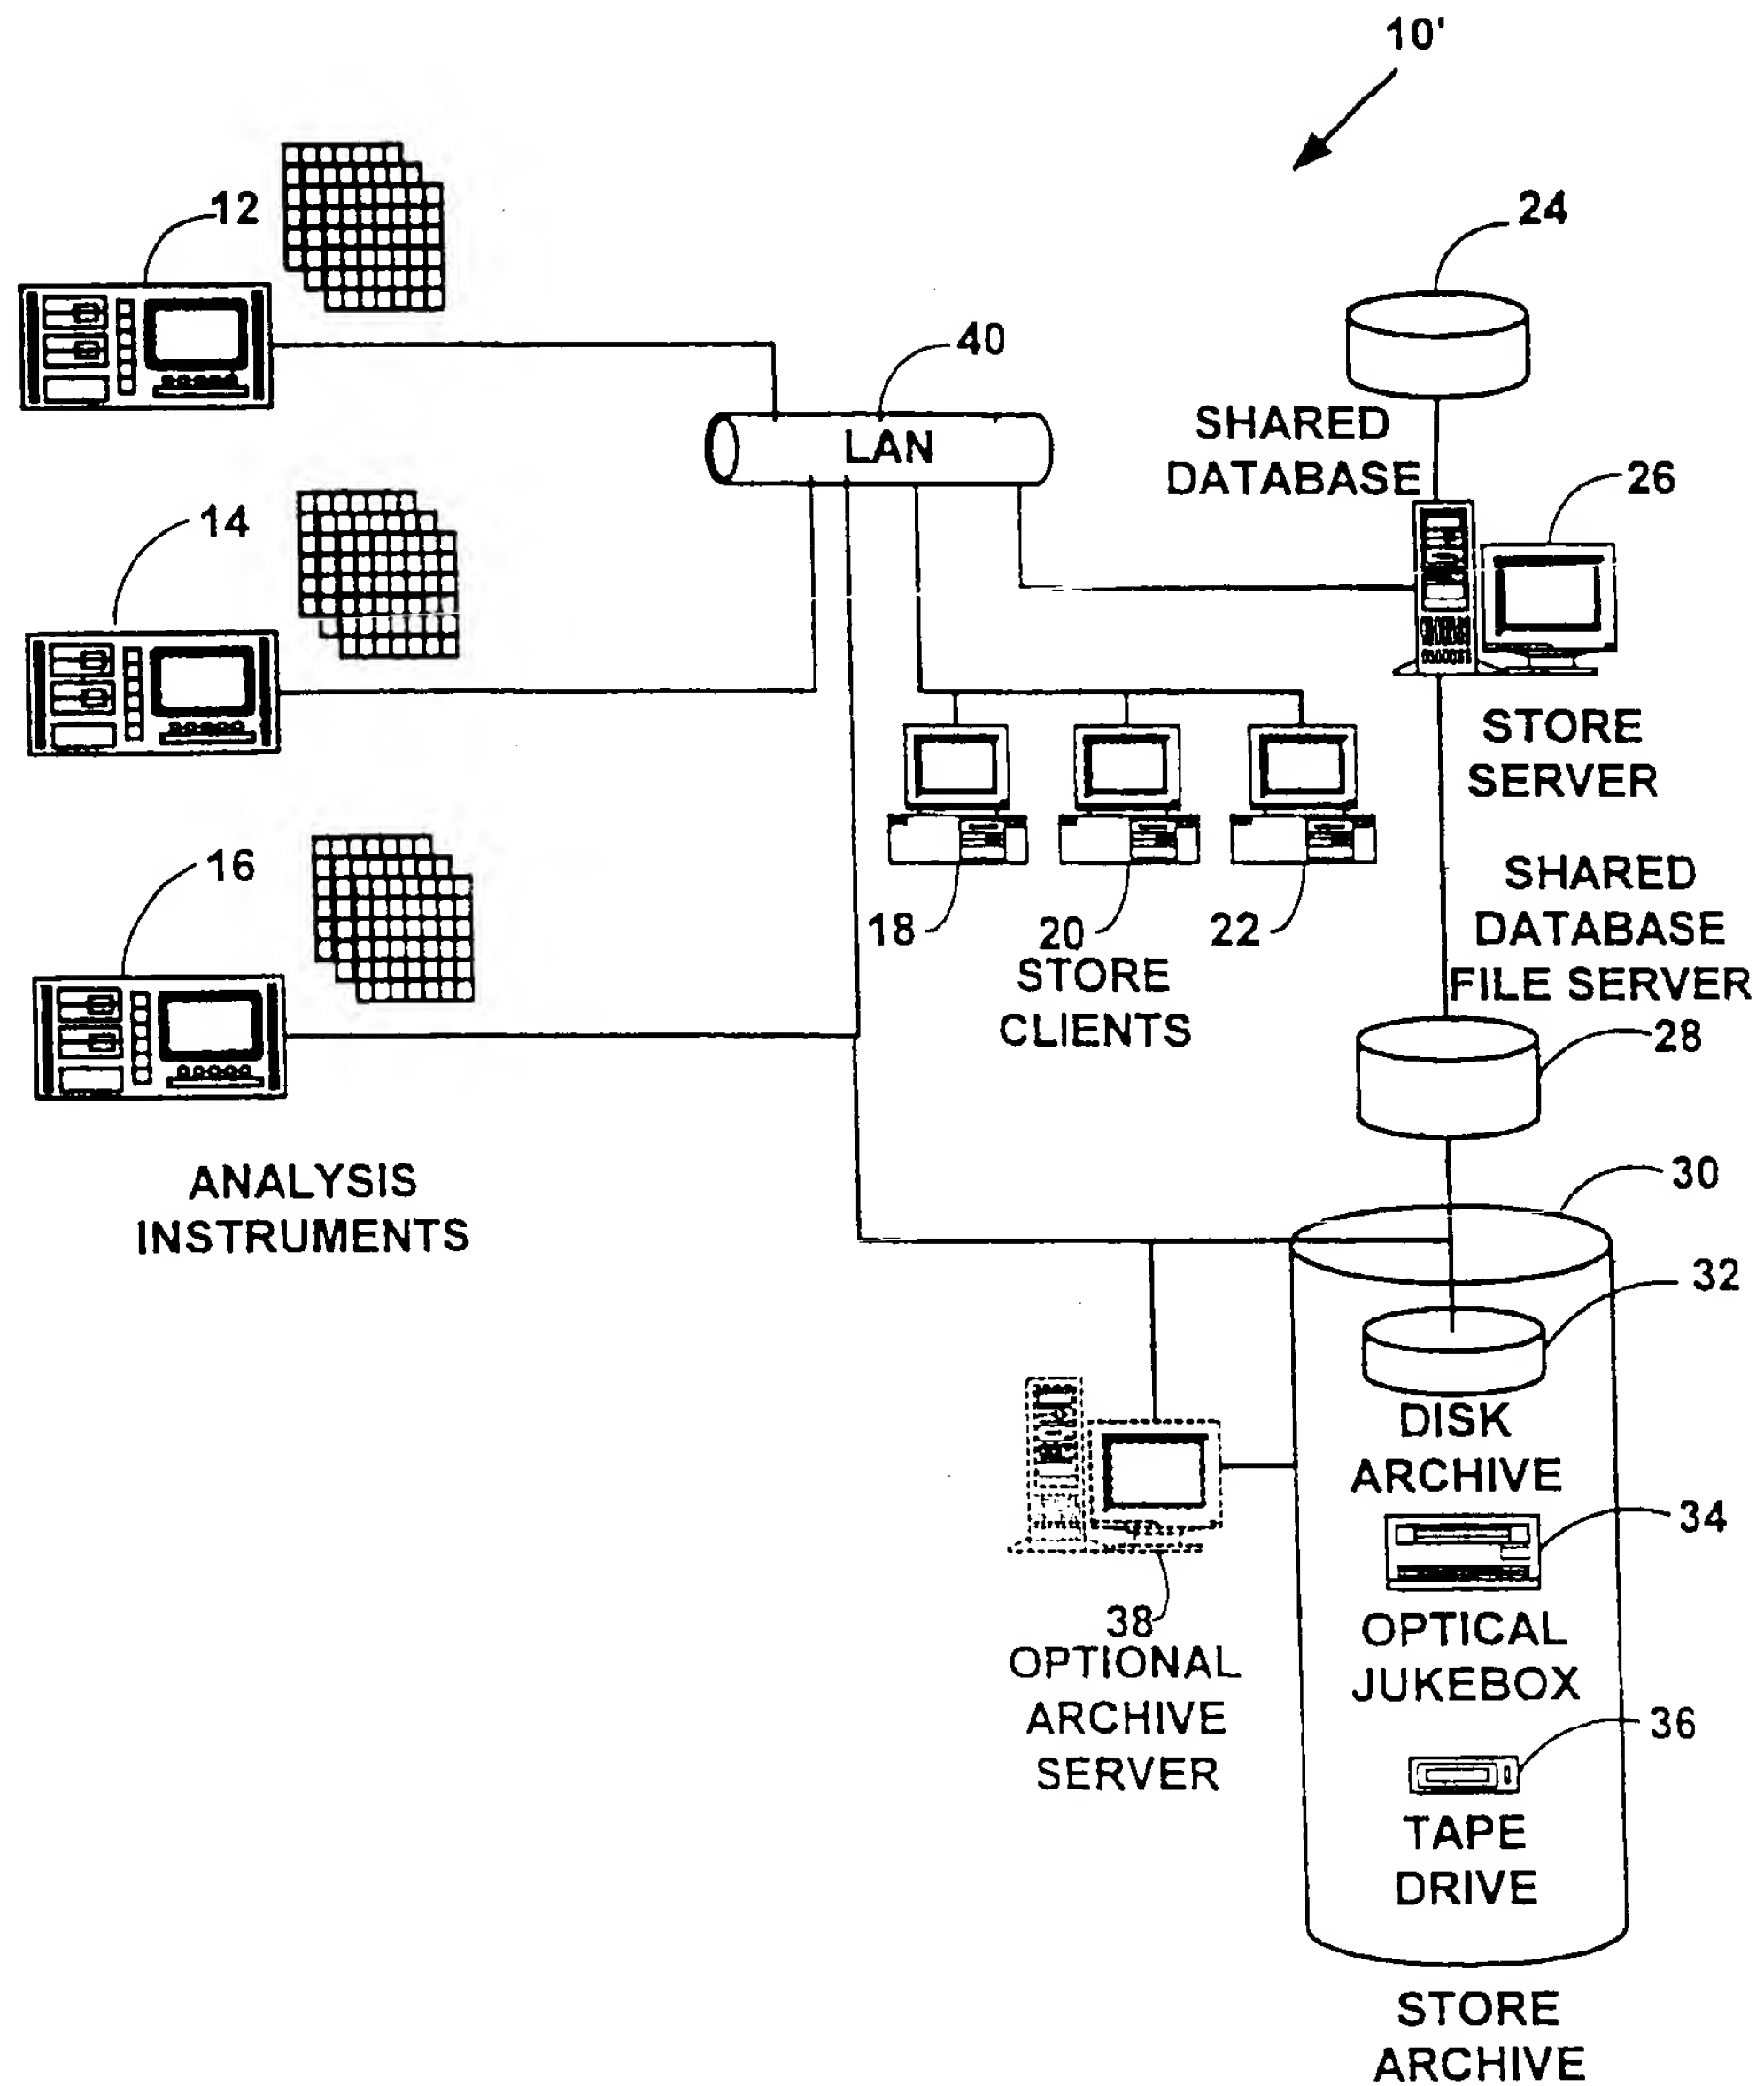 10'
12
24
40
LAN
SHARED
DATABASE
26
14
STORE
SERVER
16
18
20
22
STORE
CLIENTS
SHARED
DATABASE
FILE SERVER
28
ANALYSIS
INSTRUMENTS
30
32
DISK
ARCHIVE
34
38
OPTIONAL
ARCHIVE
SERVER
OPTICAL
JUKEBOX
36
TAPE
DRIVE
STORE
ARCHIVE